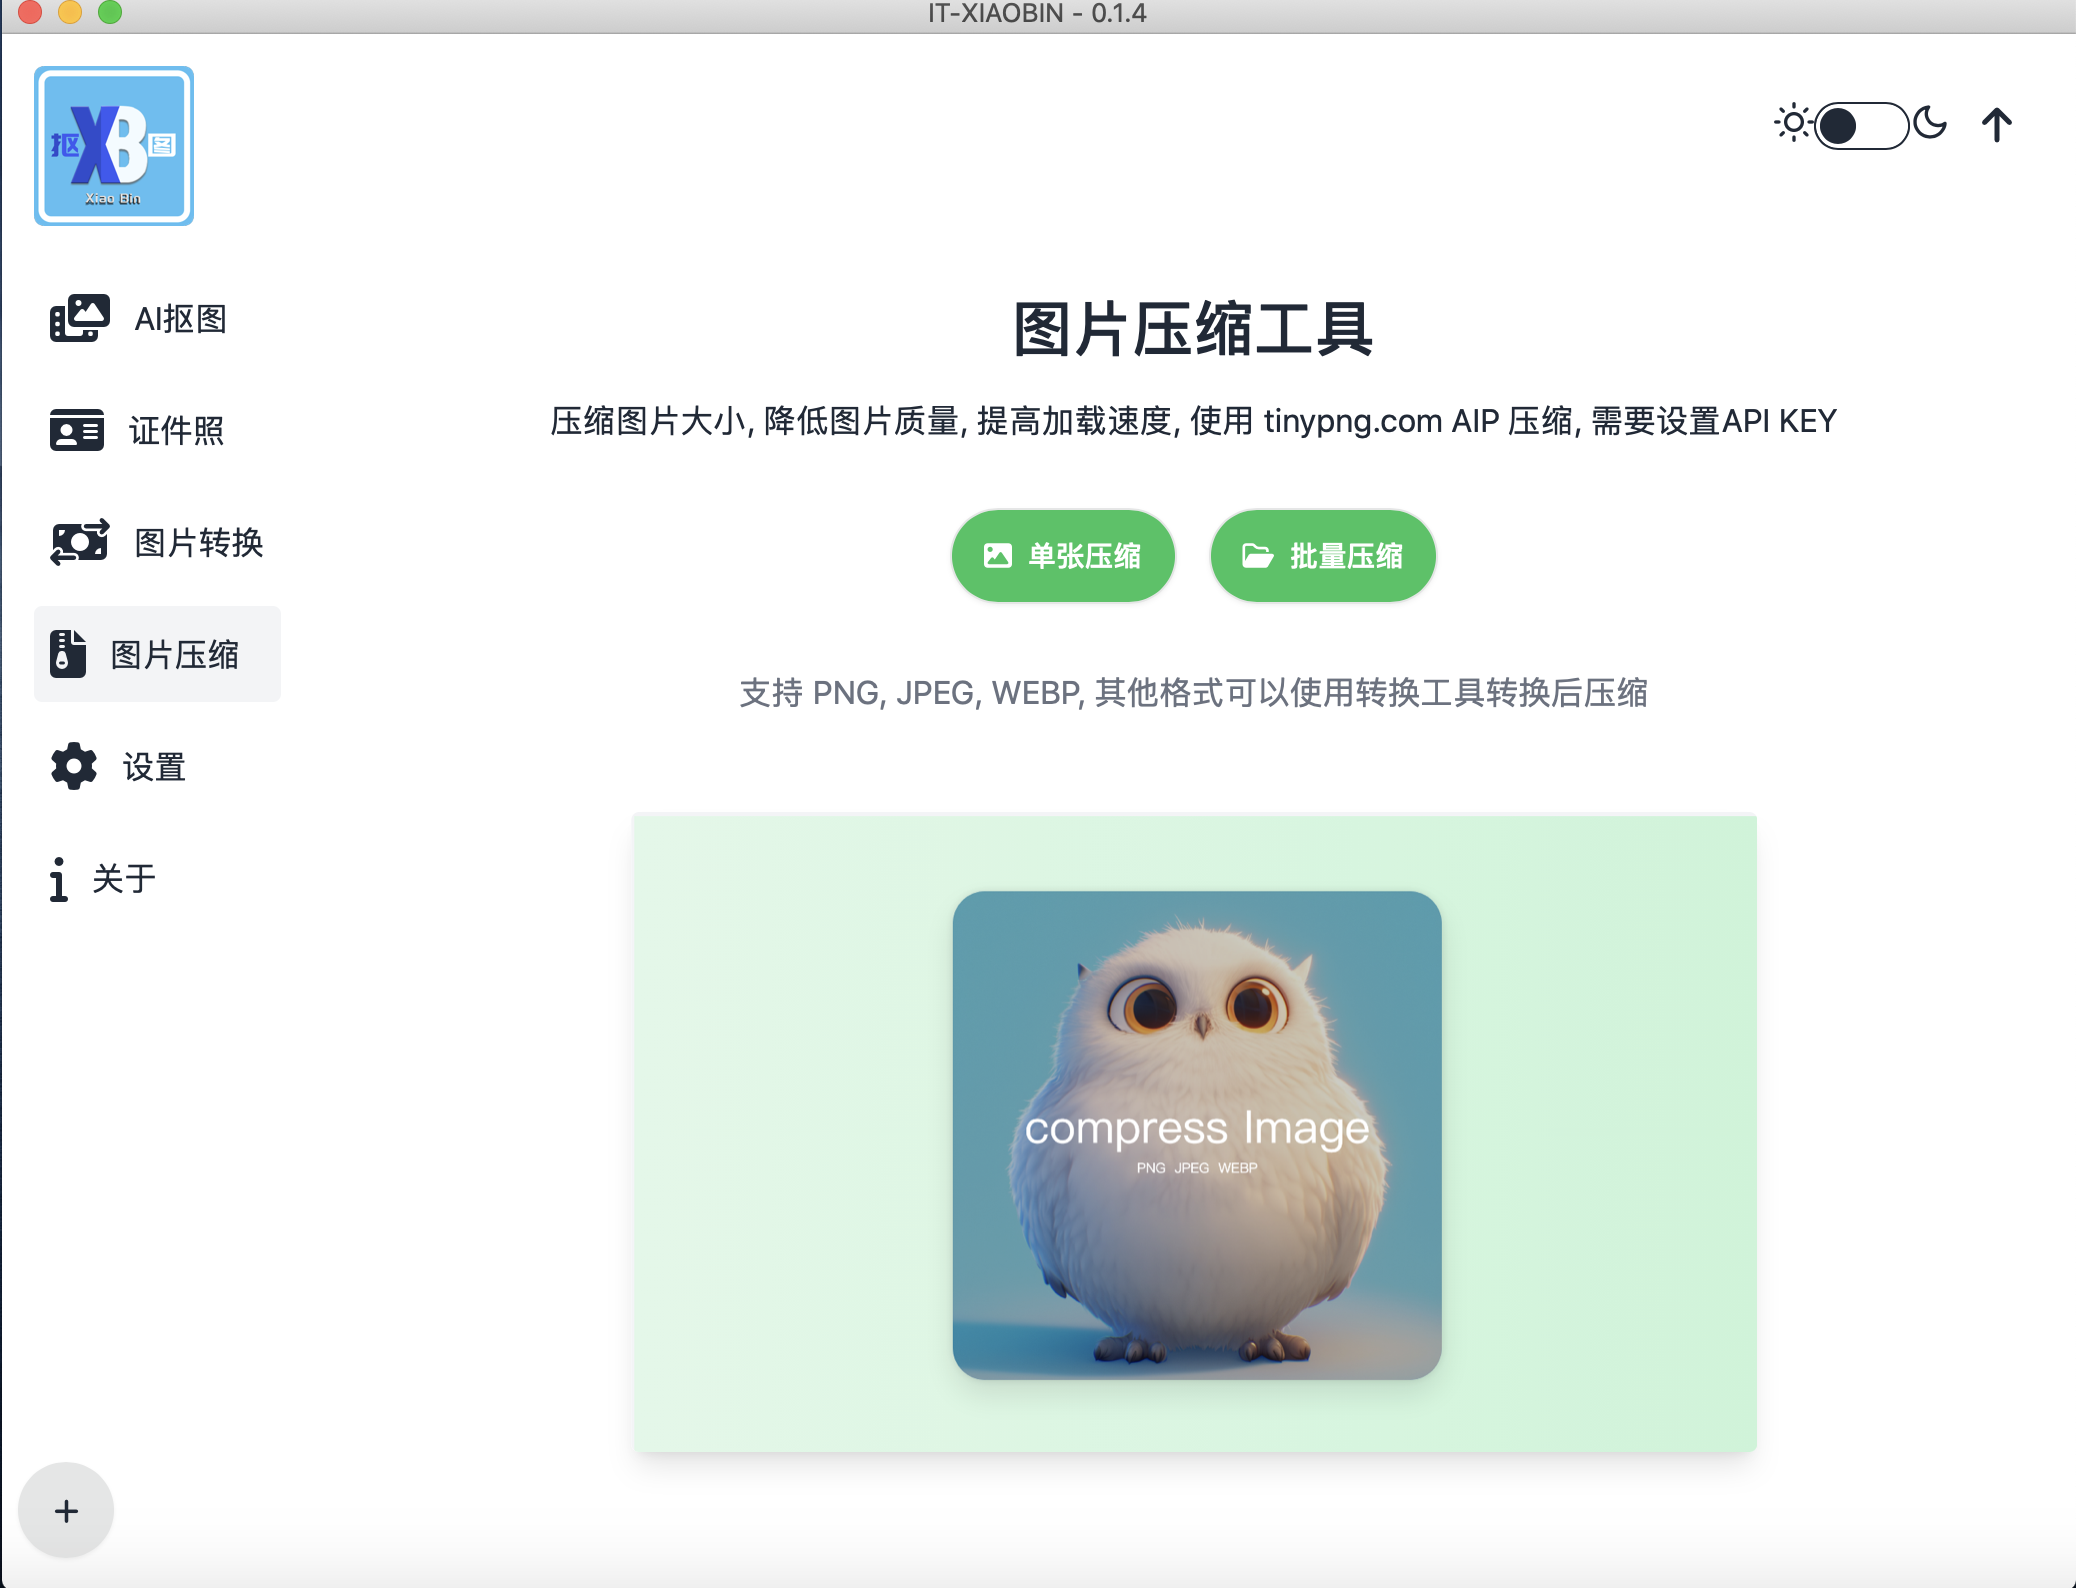 IT-XIAOBIN - 0.1.4
抠XB图
Xiao Bin
AI抠图
证件照
图片转换
图片压缩
设置
关于
图片压缩工具
压缩图片大小, 降低图片质量, 提高加载速度, 使用 tinypng.com AIP 压缩, 需要设置API KEY
单张压缩
批量压缩
支持 PNG, JPEG, WEBP, 其他格式可以使用转换工具转换后压缩
compress Image
PNG JPEG WEBP